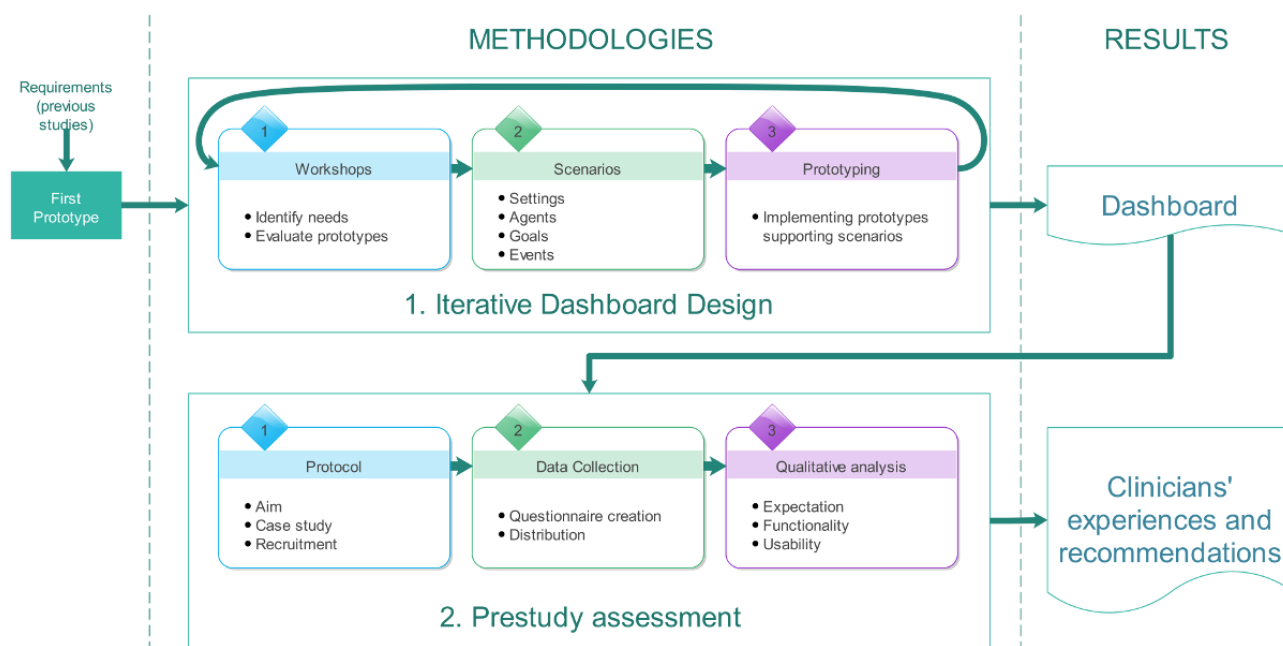 METHODOLOGIES
RESULTS
Requirements
(previous
studies)
First
Prototype
1
Workshops
• Identify needs
• Evaluate prototypes
2
Scenarios
• Settings
• Agents
• Goals
• Events
3
Prototyping
• Implementing prototypes
supporting scenarios
1. Iterative Dashboard Design
Dashboard
1
Protocol
• Aim
• Case study
• Recruitment
2
Data Collection
• Questionnaire creation
• Distribution
3
Qualitative analysis
• Expectation
• Functionality
• Usability
2. Prestudy assessment
Clinicians'
experiences and
recommendations